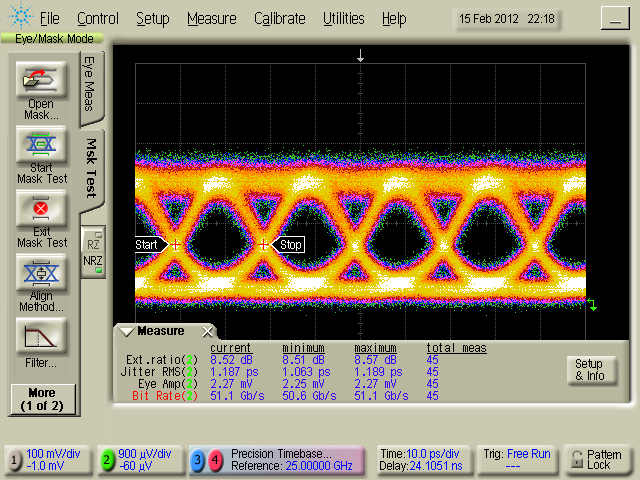 File Control Setup Measure Calibrate Utilities Help 15 Feb 2012 22:18
Eye/Mask Mode
Eye Meas
Msk Test
Open
Mask...
Start
Mask Test
Exit
Mask Test
RZ
NRZ
Align
Method...
Filter...
More
(1 of 2)
Start
Stop
Measure
current minimum maximum total meas
Ext.ratio(2) 8.52 dB 8.51 dB 8.57 dB 45
Jitter RMS(2) 1.187 ps 1.063 ps 1.189 ps 45
Eye Amp(2) 2.27 mV 2.25 mV 2.27 mV 45
Bit Rate(2) 51.1 Gb/s 50.6 Gb/s 51.1 Gb/s 45
Setup
& Info
1 100 mV/div
-1.0 mV
2 900 µV/div
-60 µV
3 4 Precision Timebase...
Reference: 25.00000 GHz
Time:10.0 ps/div
Delay:24.1051 ns
Trig: Free Run
---
Pattern
Lock